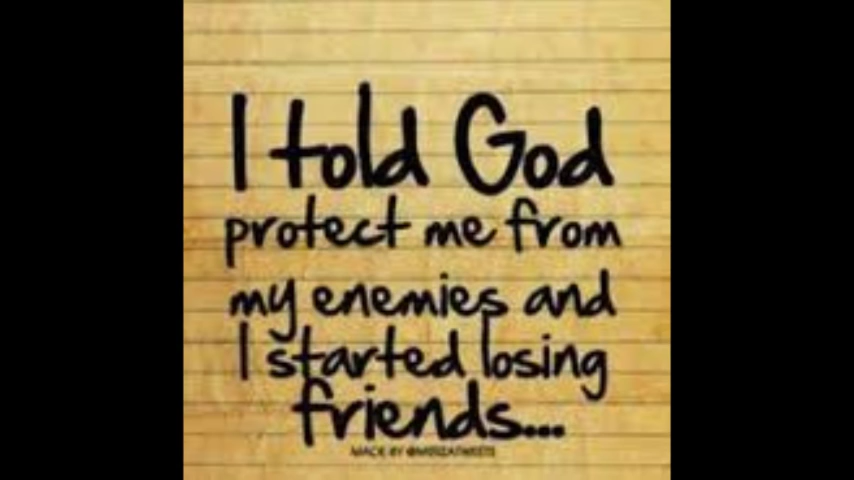 I told God
protect me from
my enemies and
I started losing
friends...